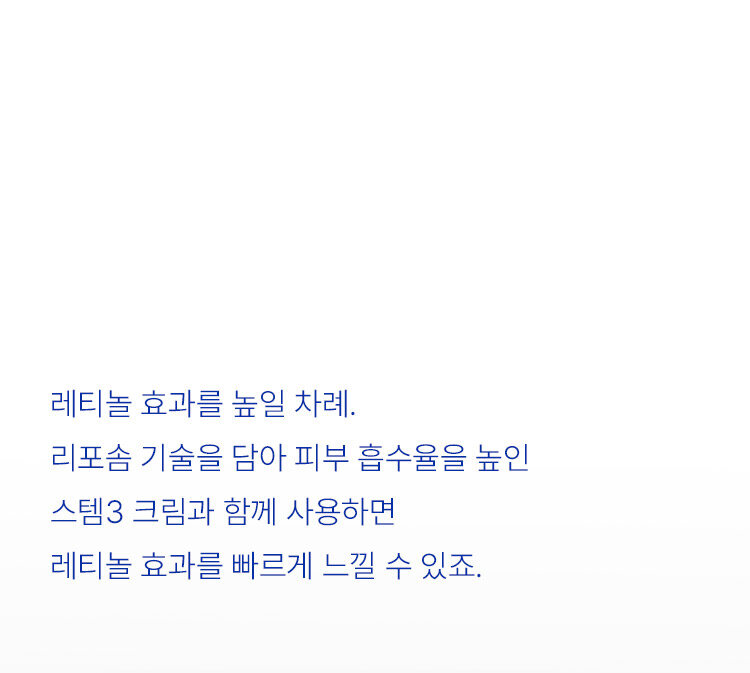 레티놀 효과를 높일 차례.
리포솜 기술을 담아 피부 흡수율을 높인
스템3 크림과 함께 사용하면
레티놀 효과를 빠르게 느낄 수 있죠.